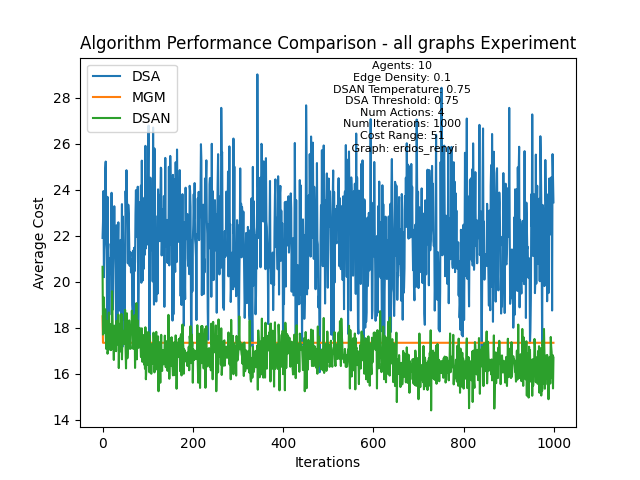 Algorithm Performance Comparison - all graphs Experiment
DSA
MGM
DSAN
Agents: 10
Edge Density: 0.1
DSAN Temperature: 0.75
DSA Threshold: 0.75
Num Actions: 4
Num Iterations: 1000
Cost Range: 51
Graph: erdos_renyi
28
26
24
22
20
18
16
14
Average Cost
0
200
400
600
800
1000
Iterations